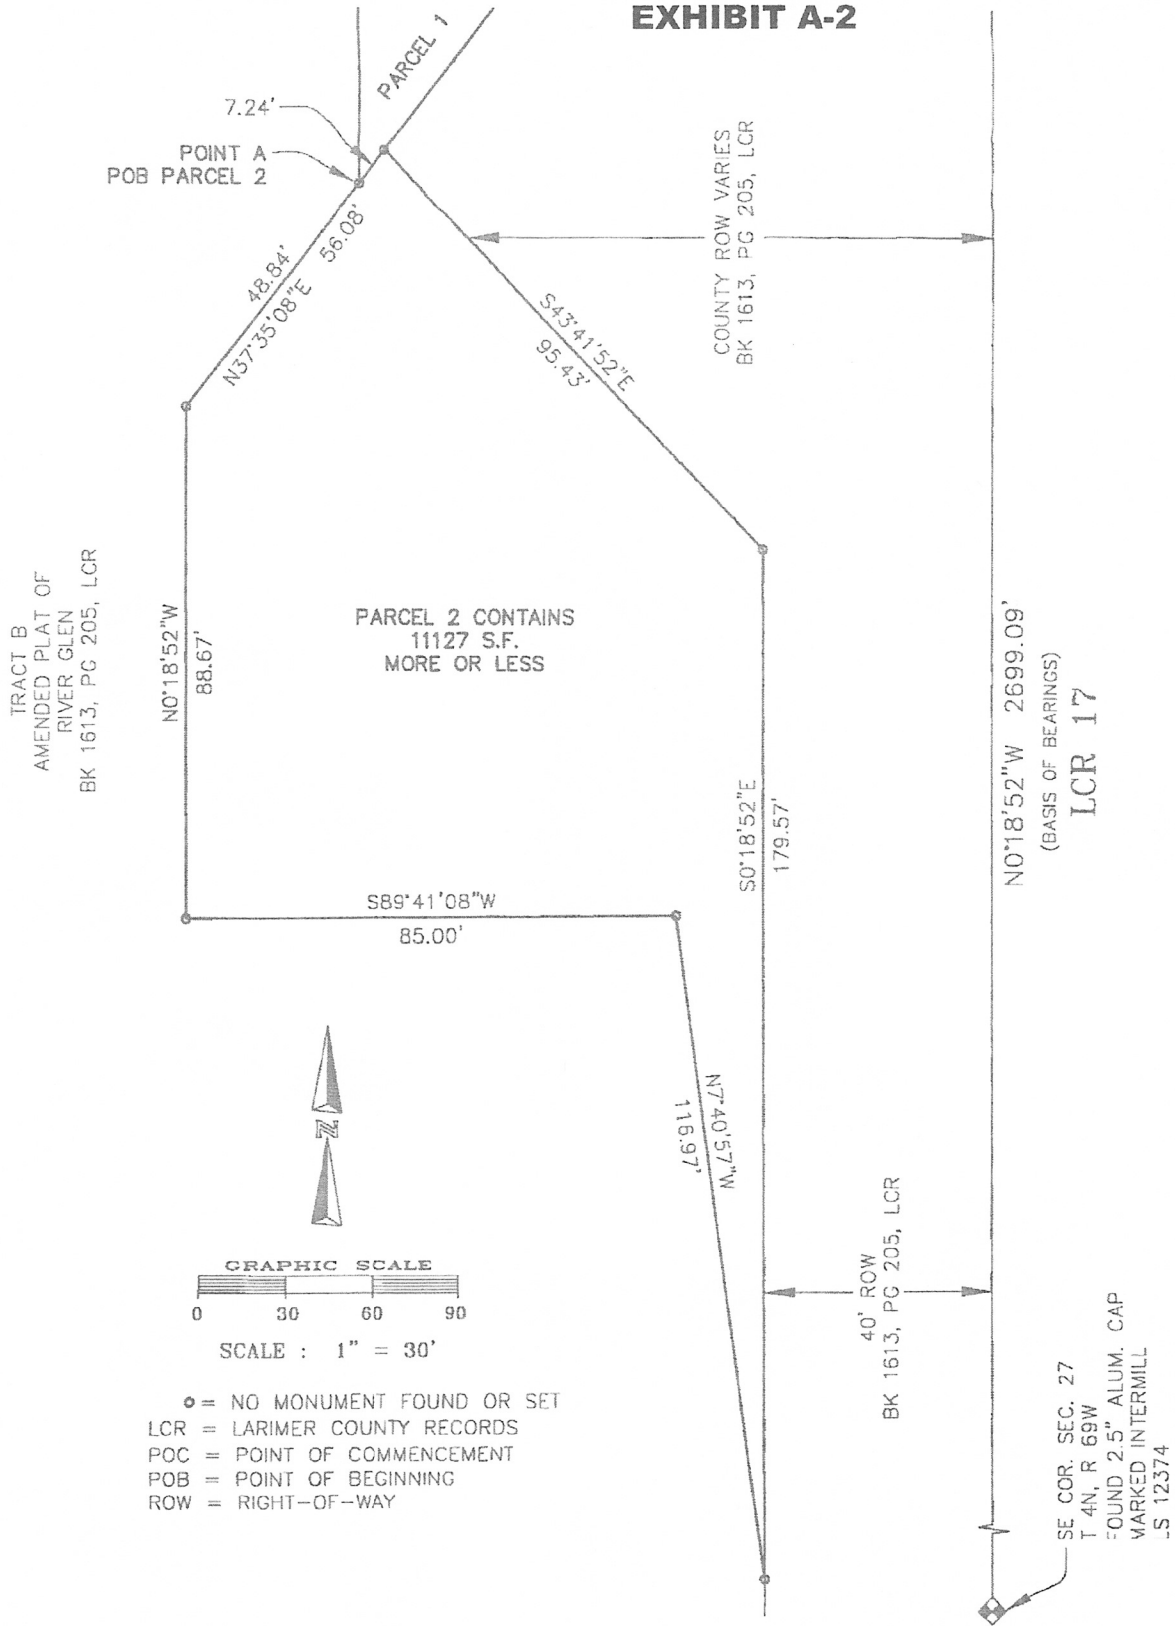 EXHIBIT A-2
PARCEL 1
7.24'
POINT A
POB PARCEL 2
48.84'
N37°35'08"E 56.08'
S43°41'52"E
95.43'
COUNTY ROW VARIES
BK 1613, PG 205, LCR
TRACT B
AMENDED PLAT OF
RIVER GLEN
BK 1613, PG 205, LCR
N0°18'52"W
88.67'
PARCEL 2 CONTAINS
11127 S.F.
MORE OR LESS
S0°18'52"E
179.57'
N0°18'52"W 2699.09'
(BASIS OF BEARINGS)
LCR 17
S89°41'08"W
85.00'
N7°40'57"W
116.97'
N
GRAPHIC SCALE
0 30 60 90
SCALE : 1" = 30'
40' ROW
BK 1613, PG 205, LCR
= NO MONUMENT FOUND OR SET
LCR = LARIMER COUNTY RECORDS
POC = POINT OF COMMENCEMENT
POB = POINT OF BEGINNING
ROW = RIGHT-OF-WAY
SE COR. SEC. 27
T 4N, R 69W
FOUND 2.5" ALUM. CAP
MARKED INTERMILL
LS 12374